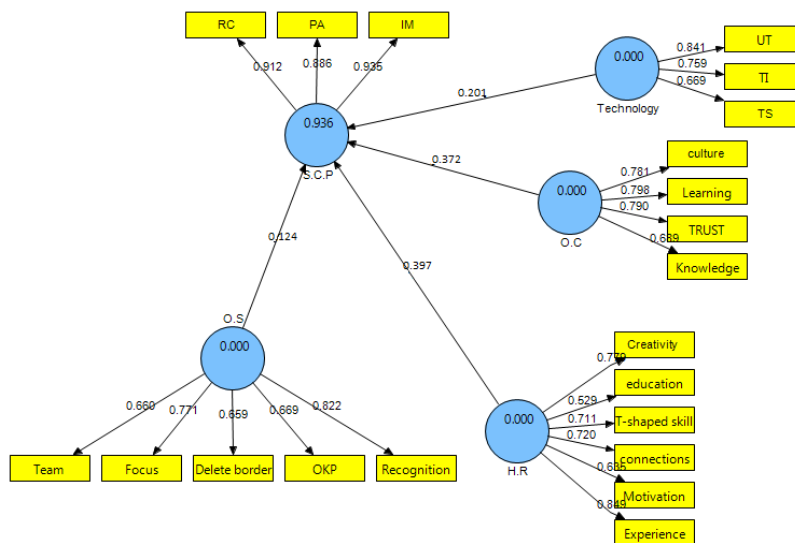 RC
PA
IM
0.912
0.886
0.935
0.936
S.C.P
0.000
Technology
0.841
0.759
0.669
UT
TI
TS
0.201
0.372
0.000
O.C
0.781
0.798
0.790
culture
Learning
TRUST
Knowledge
0.124
0.397
O.S
0.000
0.660
0.771
0.669
0.822
Team
Focus
Delete border
OKP
Recognition
0.000
H.R
0.529
0.711
0.720
0.849
Creativity
education
T-shaped skill
connections
Motivation
Experience